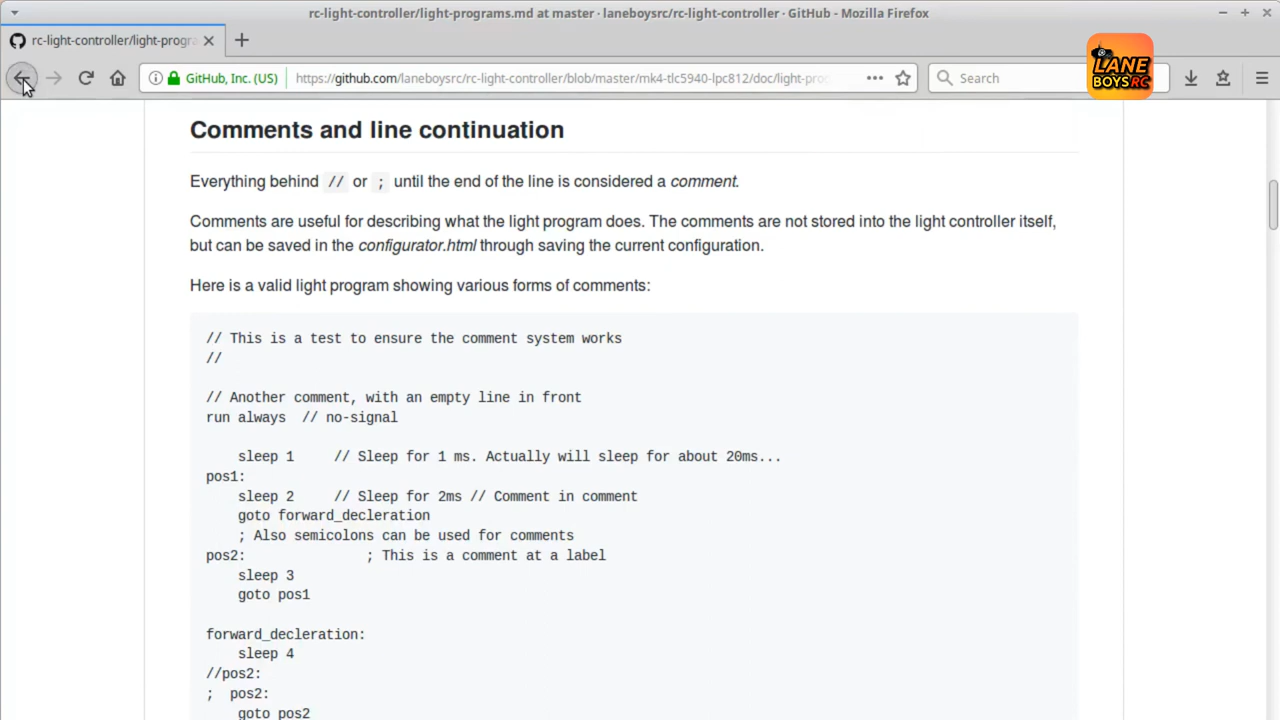 rc-light-controller/light-programs.md at master · laneboysrc/rc-light-controller · GitHub - Mozilla Firefox
rc-light-controller/light-progra
GitHub, Inc. (US)
https://github.com/laneboysrc/rc-light-controller/blob/master/mk4-tlc5940-lpc812/doc/light-pro
Search
LANE
BOYSRC
Comments and line continuation
Everything behind // or ; until the end of the line is considered a comment.
Comments are useful for describing what the light program does. The comments are not stored into the light controller itself,
but can be saved in the configurator.html through saving the current configuration.
Here is a valid light program showing various forms of comments:
// This is a test to ensure the comment system works
//
// Another comment, with an empty line in front
run always  // no-signal
sleep 1     // Sleep for 1 ms. Actually will sleep for about 20ms...
pos1:
sleep 2     // Sleep for 2ms // Comment in comment
goto forward_decleration
; Also semicolons can be used for comments
pos2:               ; This is a comment at a label
sleep 3
goto pos1
forward_decleration:
sleep 4
//pos2:
;  pos2:
goto pos2